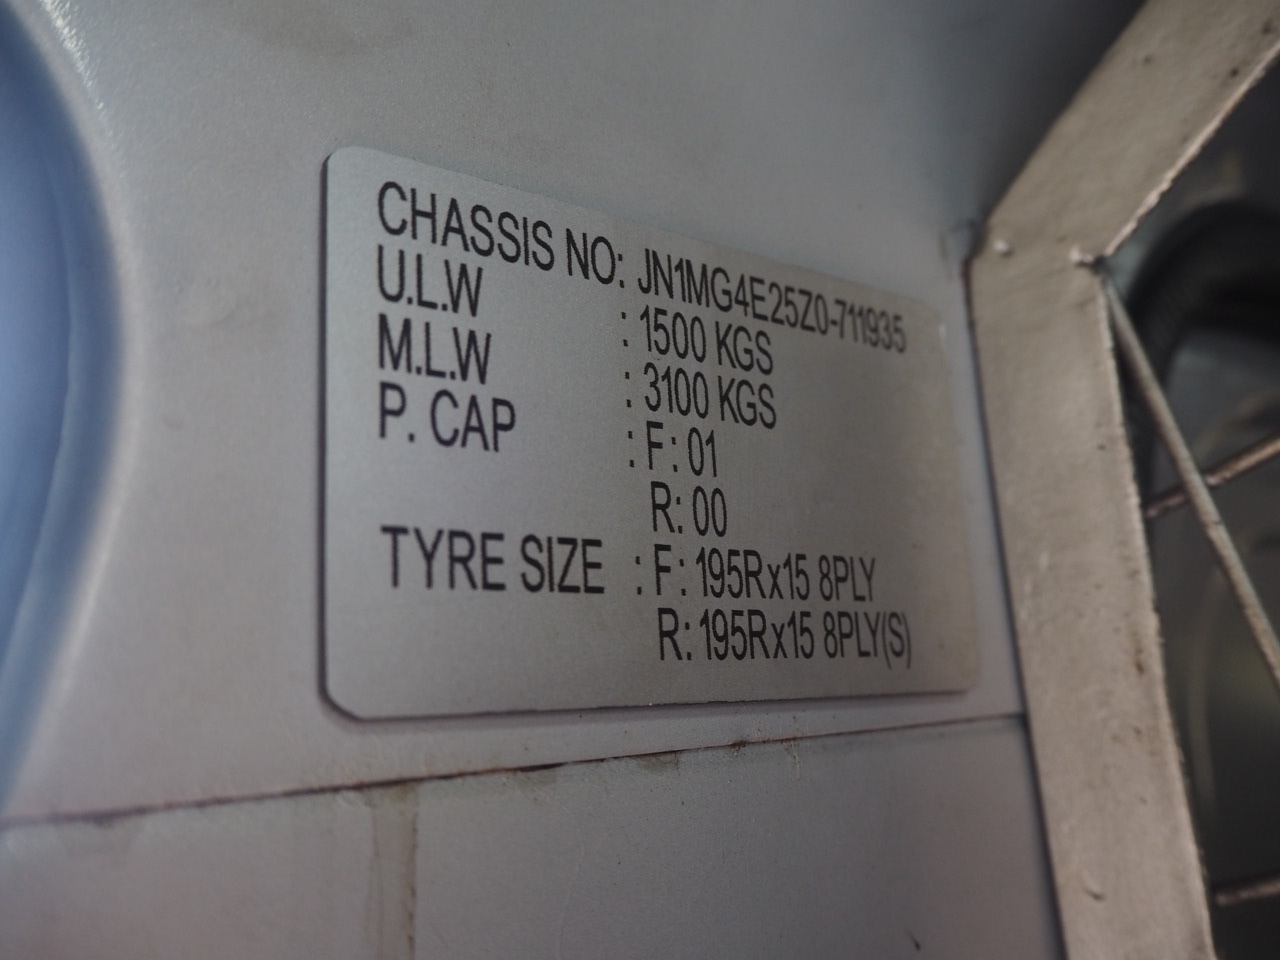 CHASSIS NO: JN1MG4E25Z0-711935
U.L.W : 1500 KGS
M.L.W : 3100 KGS
P. CAP : F: 01
R: 00
TYRE SIZE : F: 195Rx15 8PLY
R: 195Rx15 8PLY(S)